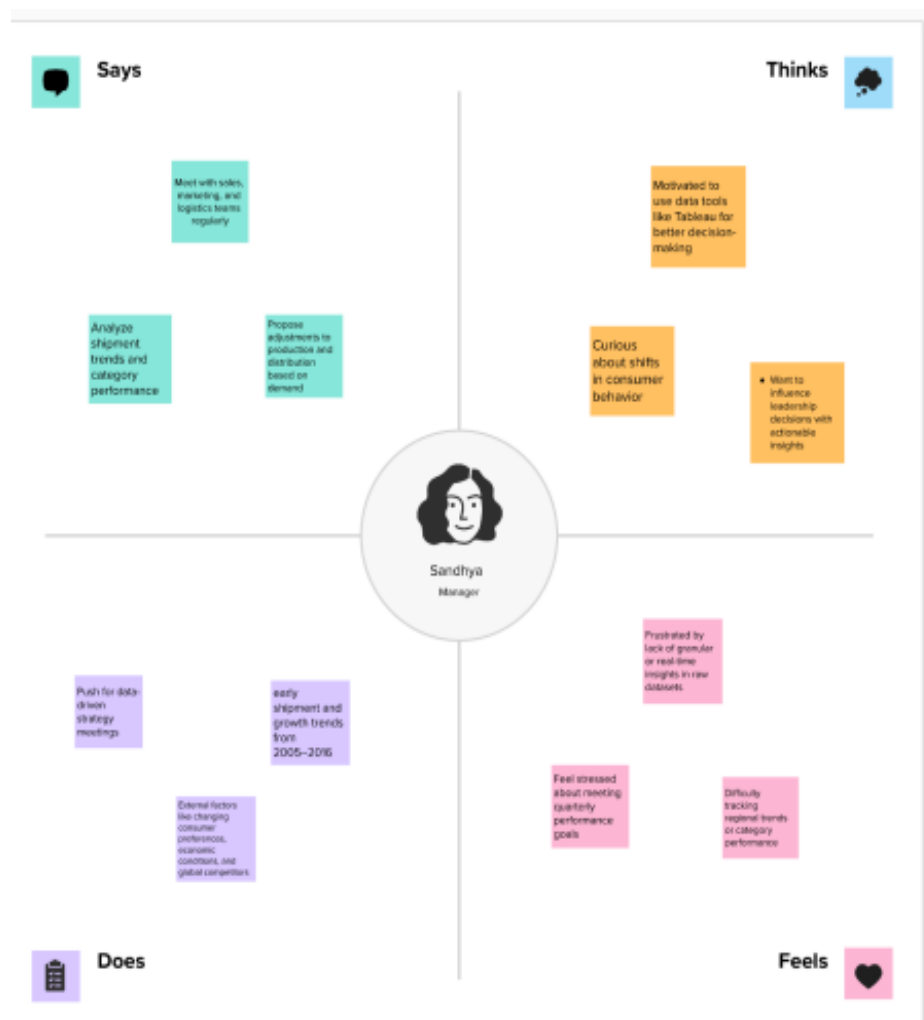 Says
Thinks
Meet with sales,
marketing, and
logistics teams
regularly
Analyze
shipment
trends and
category
performance
Propose
adjustments to
production and
distribution
based on
demand
Motivated to
use data tools
like Tableau for
better decision-
making
Curious
about shifts
in consumer
behavior
• Want to
influence
leadership
decisions with
actionable
insights
Sandhya
Manager
Push for data-
driven
strategy
meetings
early
shipment and
growth trends
from
2005–2016
External factors
like changing
consumer
preferences,
economic
conditions, and
global competitors
Frustrated by
lack of granular
or real-time
insights in raw
datasets
Feel stressed
about meeting
quarterly
performance
goals
Difficulty
tracking
regional trends
or category
performance
Does
Feels